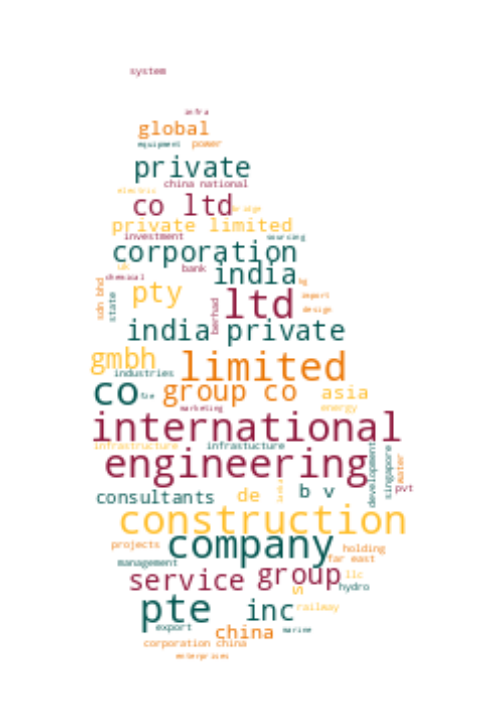 system
infra
global
equipment power
private
china national
electric
co ltd
private limited
investment sourcing
corporation
uk bank india
chemical
pty ltd
sdn bhd
state
berhad
import
design
india private
gmbh limited
industries
co fze group co asia
marketing energy
international
infrastructure infrastucture
engineering
development
singapore
water
consultants de b v pvt
construction
projects company holding
far east
management
service group llc
hydro
s
pte inc railway
export china marine
corporation china
enterprises